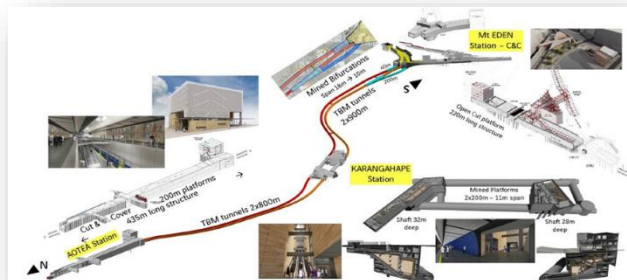 Mt EDEN
Station – C&C
Mined Bifurcations
Span 18m → 10m
40m
200m
S
TBM tunnels
2x900m
Open Cut platform
220m long structure
200m platforms
Cut & Cover
435m long structure
TBM tunnels 2x800m
KARANGAHAPE
Station
Mined Platforms
2x200m – 11m span
Shaft 32m
deep
Shaft 28m
deep
AOTEA Station
N